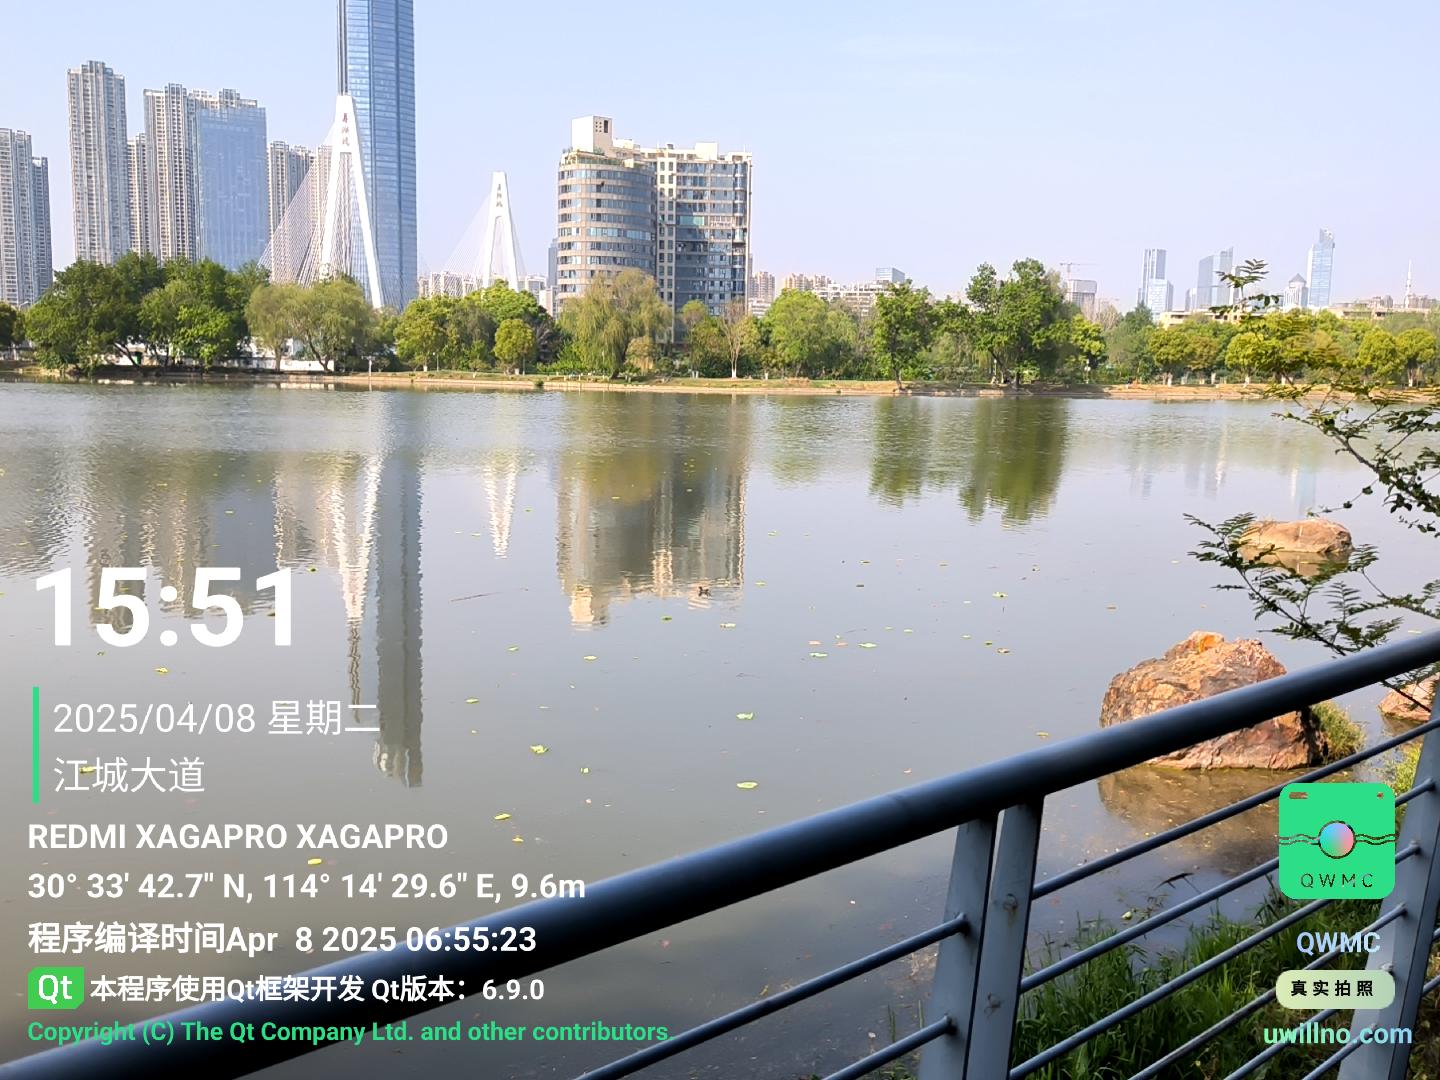 15:51
2025/04/08 星期二
江城大道
REDMI XAGAPRO XAGAPRO
30° 33' 42.7" N, 114° 14' 29.6" E, 9.6m
程序编译时间Apr  8 2025 06:55:23
Qt 本程序使用Qt框架开发 Qt版本：6.9.0
Copyright (C) The Qt Company Ltd. and other contributors.
QWMC
QWMC
真实拍照
uwillno.com